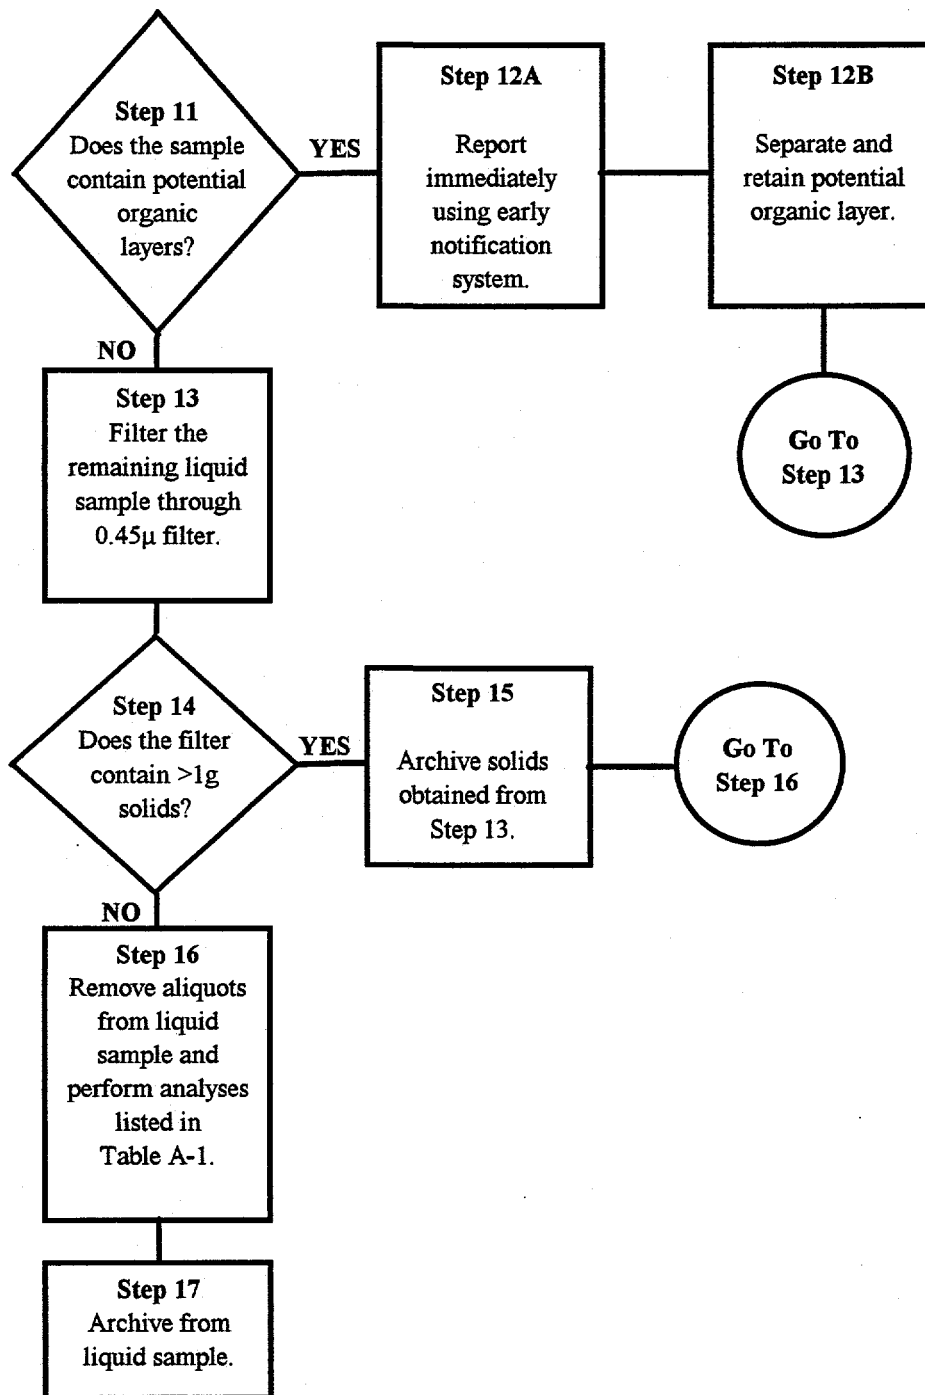 Step 11
Does the sample
contain potential
organic
layers?
YES
Step 12A
Report
immediately
using early
notification
system.
Step 12B
Separate and
retain potential
organic layer.
Go To
Step 13
NO
Step 13
Filter the
remaining liquid
sample through
0.45µ filter.
Step 14
Does the filter
contain >1g
solids?
YES
Step 15
Archive solids
obtained from
Step 13.
Go To
Step 16
NO
Step 16
Remove aliquots
from liquid
sample and
perform analyses
listed in
Table A-1.
Step 17
Archive from
liquid sample.